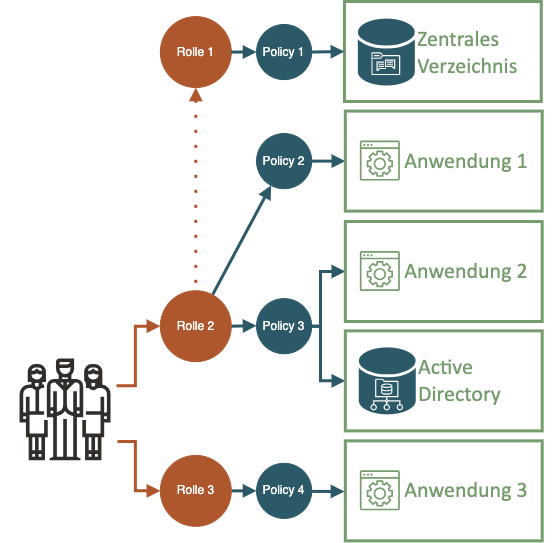 Rolle 1
Policy 1
Zentrales
Verzeichnis
Policy 2
Anwendung 1
Anwendung 2
Rolle 2
Policy 3
Active
Directory
Rolle 3
Policy 4
Anwendung 3